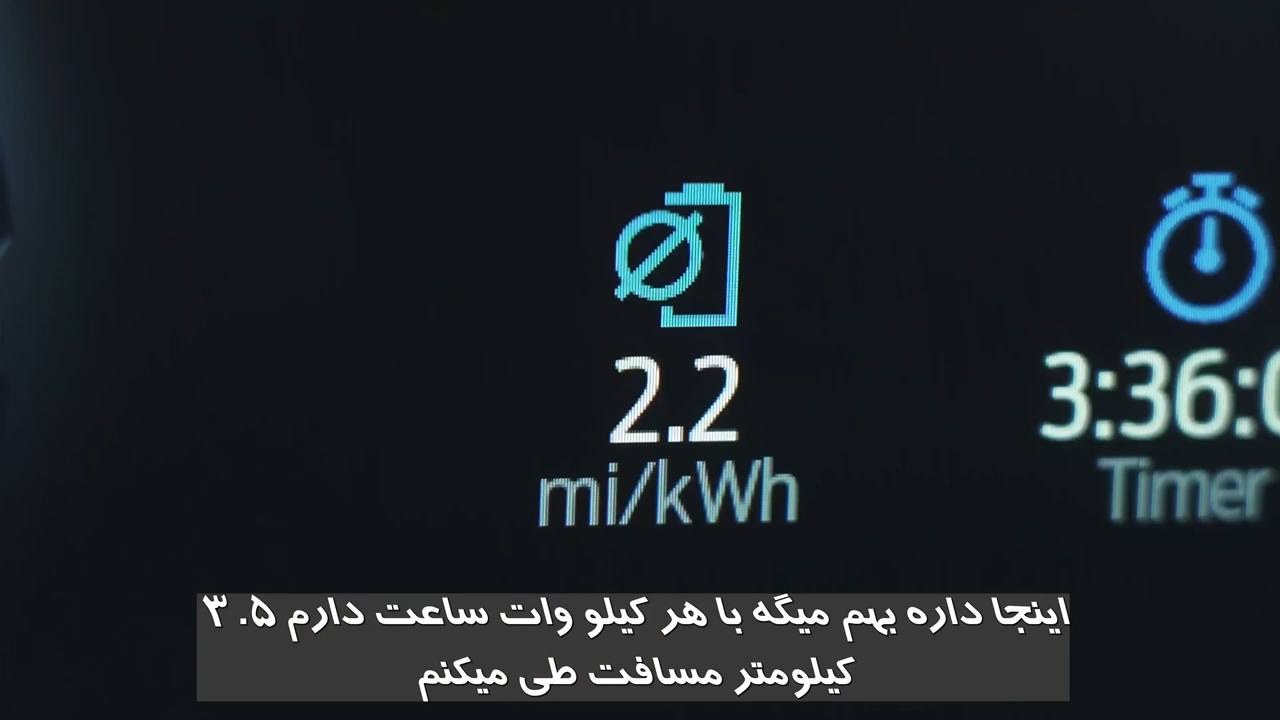 2.2
mi/kWh
3:36:0
Timer
اینجا داره بهم میگه با هر کیلو وات ساعت دارم ۳.۵
کیلومتر مسافت طی میکنم